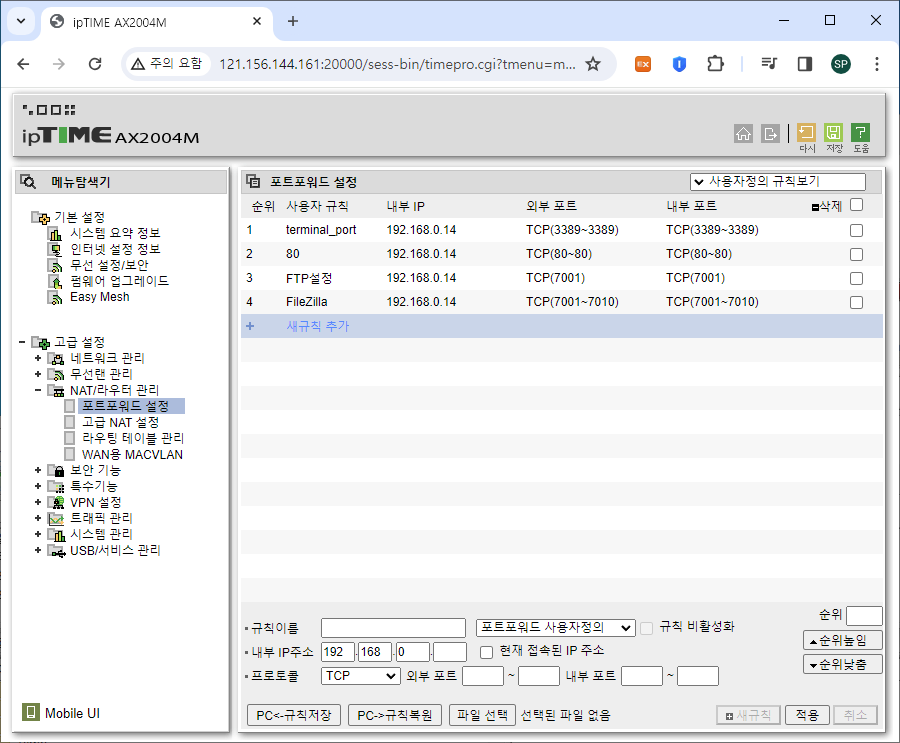 ipTIME AX2004M
주의 요함 121.156.144.161:20000/sess-bin/timepro.cgi?tmenu=m...
EX
SP
ipTIME AX2004M
다시 저장 도움
메뉴탐색기
기본 설정
시스템 요약 정보
인터넷 설정 정보
무선 설정/보안
펌웨어 업그레이드
Easy Mesh
고급 설정
네트워크 관리
무선랜 관리
NAT/라우터 관리
포트포워드 설정
고급 NAT 설정
라우팅 테이블 관리
WAN용 MACVLAN
보안 기능
특수기능
VPN 설정
트래픽 관리
시스템 관리
USB/서비스 관리
Mobile UI
포트포워드 설정 사용자정의 규칙보기
순위 사용자 규칙 내부 IP 외부 포트 내부 포트 삭제
1 terminal_port 192.168.0.14 TCP(3389~3389) TCP(3389~3389)
2 80 192.168.0.14 TCP(80~80) TCP(80~80)
3 FTP설정 192.168.0.14 TCP(7001) TCP(7001)
4 FileZilla 192.168.0.14 TCP(7001~7010) TCP(7001~7010)
+ 새규칙 추가
순위
규칙이름 포트포워드 사용자정의 규칙 비활성화
순위높임
내부 IP주소 192 . 168 . 0 . 현재 접속된 IP 주소
순위낮춤
프로토콜 TCP 외부 포트 ~ 내부 포트 ~
PC<-규칙저장 PC->규칙복원 파일 선택 선택된 파일 없음 새규칙 적용 취소